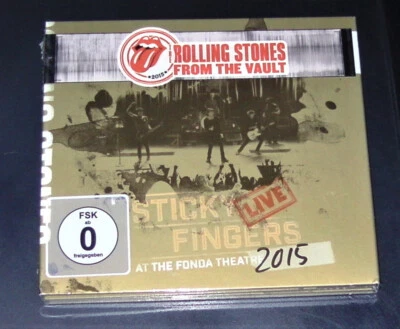 2015
ROLLING STONES
FROM THE VAULT
STICKY
LIVE
FINGERS
AT THE FONDA THEATRE
2015
FSK
ab
0
freigegeben